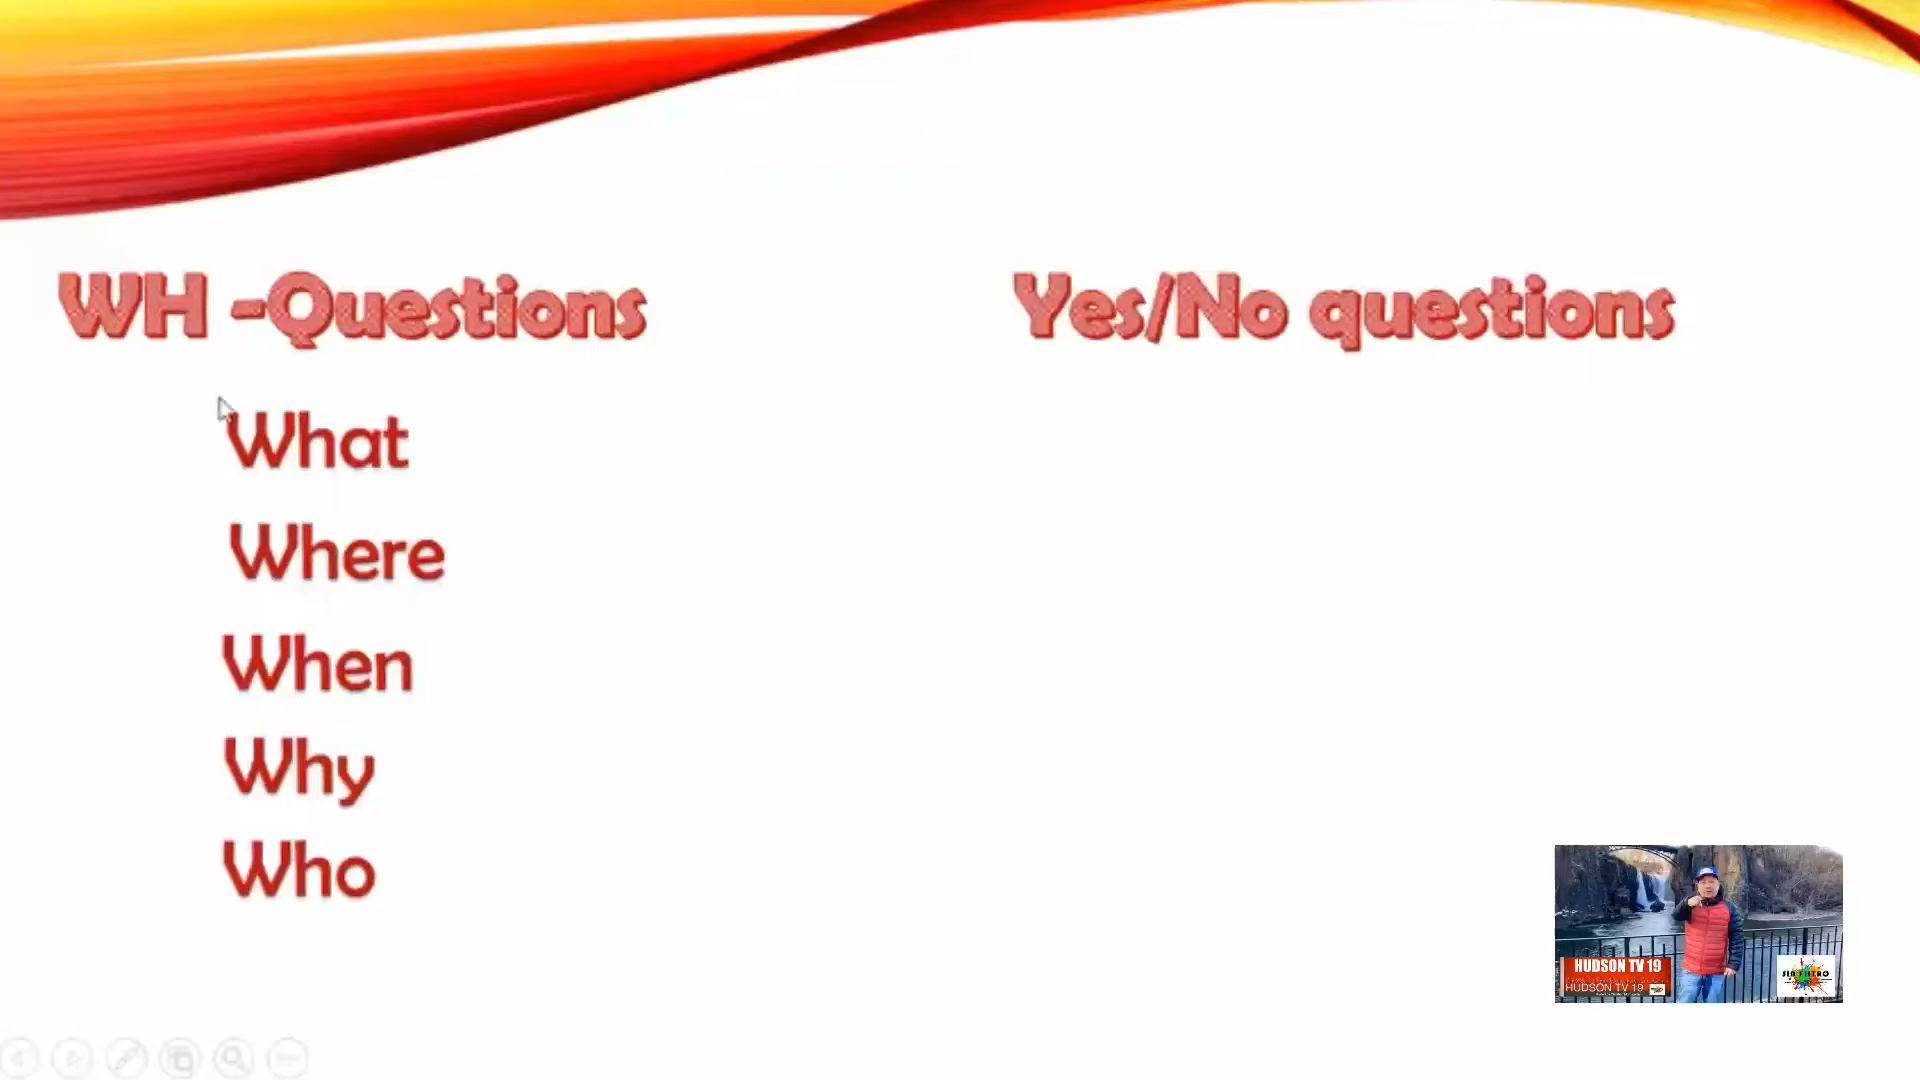 WH -Questions
Yes/No questions
What
Where
When
Why
Who
HUDSON TV 19
HUDSON TV 19